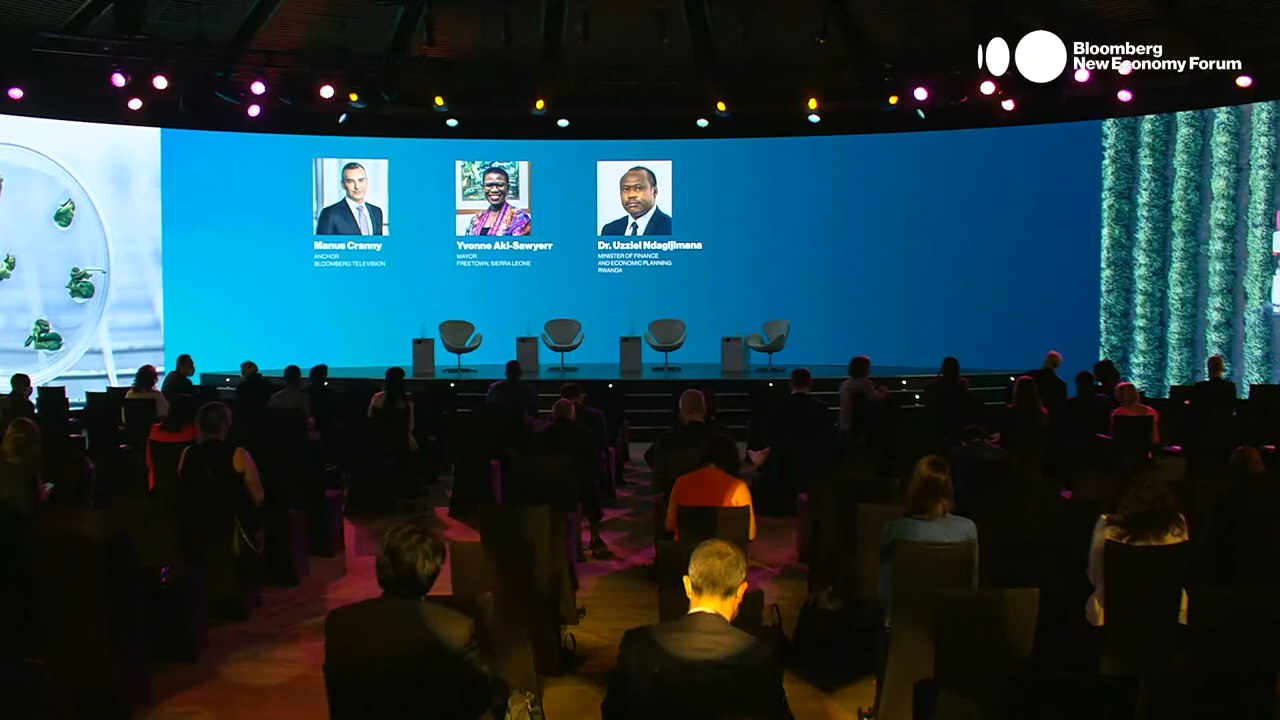 Bloomberg
New Economy Forum
Manus Cranny
ANCHOR
BLOOMBERG TELEVISION
Yvonne Aki-Sawyerr
MAYOR
FREETOWN, SIERRA LEONE
Dr. Uzziel Ndagijimana
MINISTER OF FINANCE
AND ECONOMIC PLANNING
RWANDA